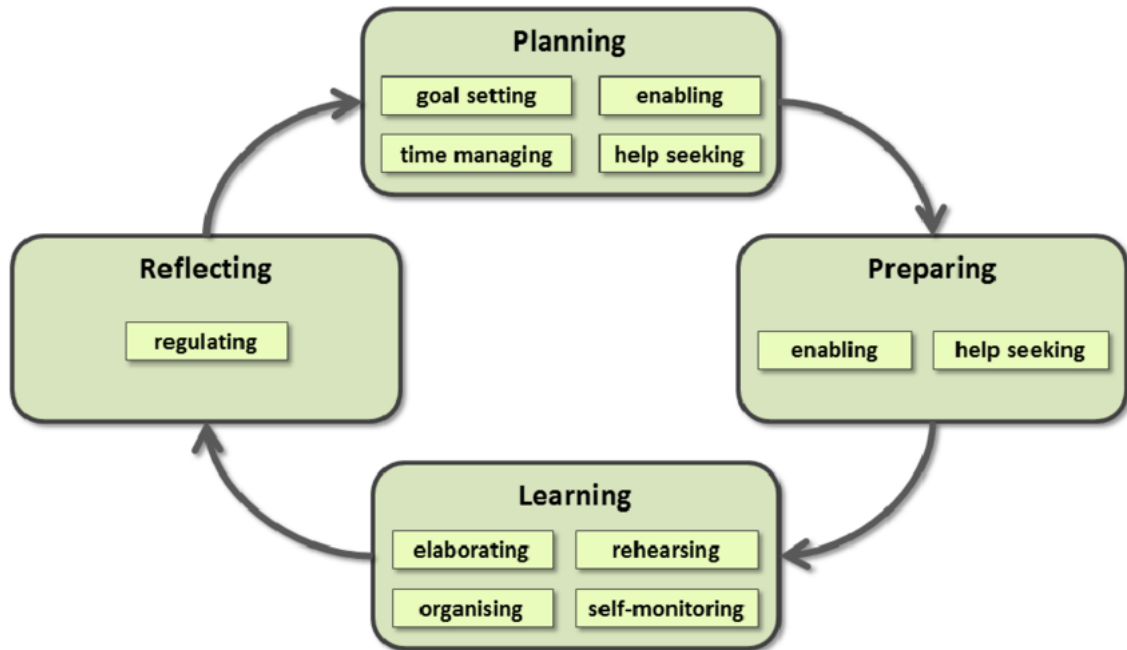 Planning
goal setting
enabling
time managing
help seeking
Reflecting
regulating
Preparing
enabling
help seeking
Learning
elaborating
rehearsing
organising
self-monitoring